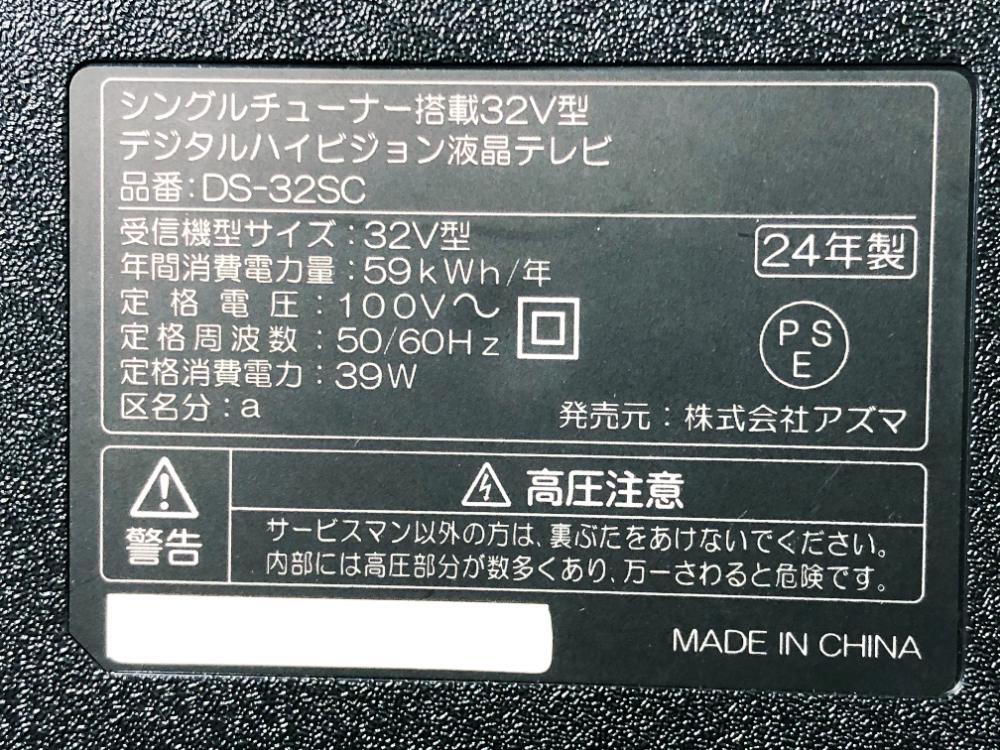 シングルチューナー搭載32V型
デジタルハイビジョン液晶テレビ
品番:DS-32SC
受信機型サイズ:32V型
年間消費電力量:59kWh/年
定格電圧:100V～
定格周波数:50/60Hz
定格消費電力:39W
区名分:a
24年製
PS
E
発売元:株式会社アズマ
警告
高圧注意
サービスマン以外の方は、裏ぶたをあけないでください。
内部には高圧部分が数多くあり、万一さわると危険です。
MADE IN CHINA